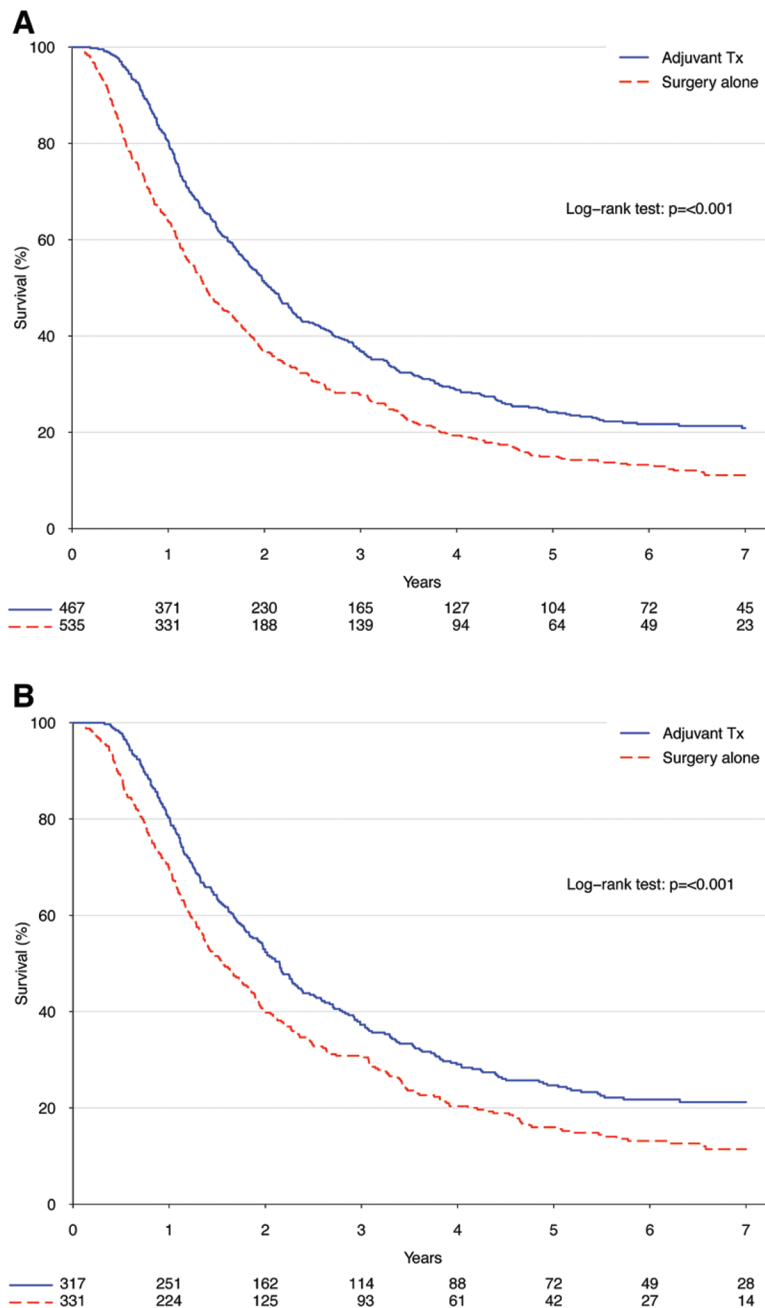 A
100
80
60
40
20
0
Survival (%)
Adjuvant Tx
Surgery alone
Log-rank test: p=<0.001
0 1 2 3 4 5 6 7
Years
467 371 230 165 127 104 72 45
535 331 188 139 94 64 49 23
B
100
80
60
40
20
0
Survival (%)
Adjuvant Tx
Surgery alone
Log-rank test: p=<0.001
0 1 2 3 4 5 6 7
Years
317 251 162 114 88 72 49 28
331 224 125 93 61 42 27 14